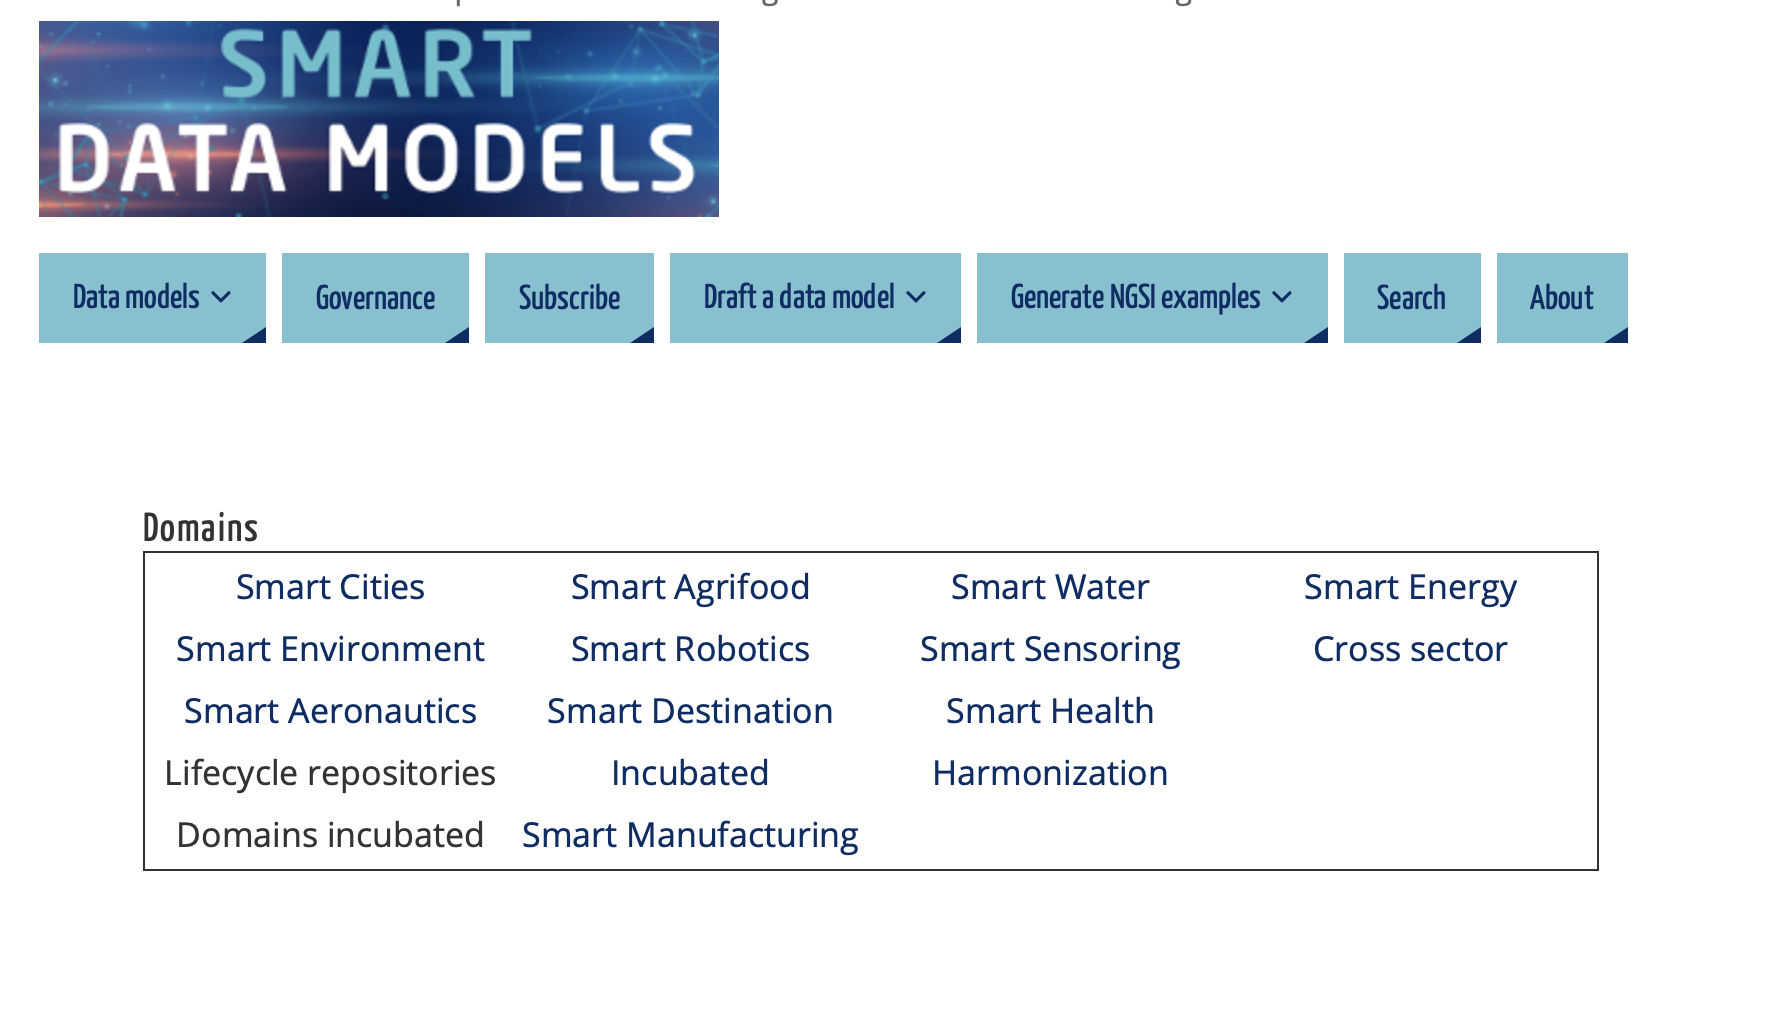 SMART
DATA MODELS
Data models Governance Subscribe Draft a data model Generate NGSI examples Search About
Domains
Smart Cities Smart Agrifood Smart Water Smart Energy
Smart Environment Smart Robotics Smart Sensoring Cross sector
Smart Aeronautics Smart Destination Smart Health
Lifecycle repositories Incubated Harmonization
Domains incubated Smart Manufacturing